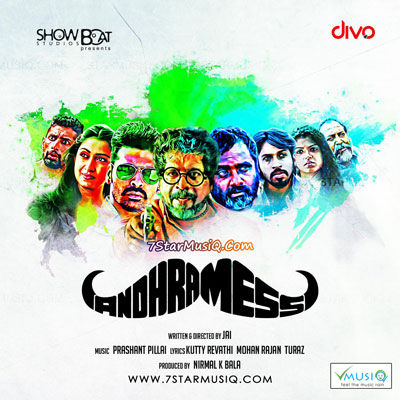 SHOW BOAT
STUDIOS
presents
divo
7StarMusiQ.Com
ANDHRAMESS
WRITTEN & DIRECTED BY JAI
MUSIC PRASHANT PILLAI LYRICS KUTTY REVATHI MOHAN RAJAN TURAZ
PRODUCED BY NIRMAL K BALA
WWW.7STARMUSIQ.COM
VMUSIQ
feel the music rain